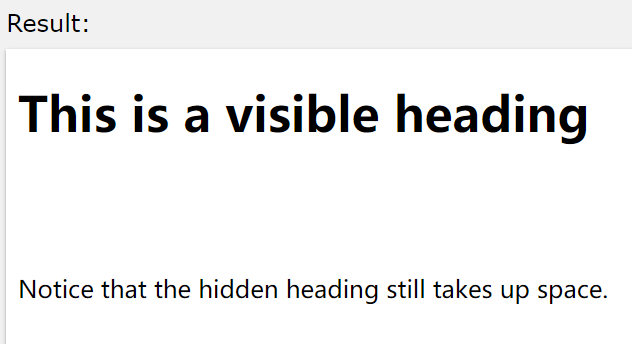 Result:
This is a visible heading
Notice that the hidden heading still takes up space.